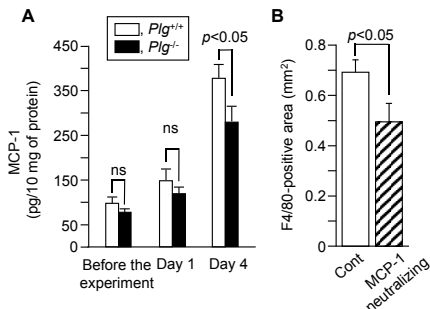 A
, Plg+/+
, Plg-/-
MCP-1
(pg/10 mg of protein)
450
350
250
150
100
50
0
ns
ns
p<0.05
Before the
experiment
Day 1
Day 4
B
p<0.05
F4/80-positive area (mm²)
0.8
0.6
0.4
0.2
0
Cont
MCP-1
neutralizing